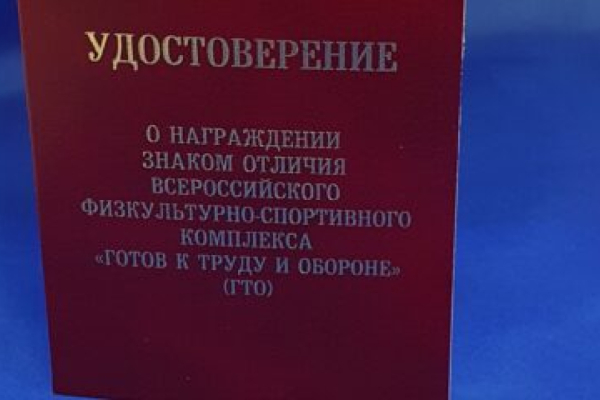 УДОСТОВЕРЕНИЕ
О НАГРАЖДЕНИИ
ЗНАКОМ ОТЛИЧИЯ
ВСЕРОССИЙСКОГО
ФИЗКУЛЬТУРНО-СПОРТИВНОГО
КОМПЛЕКСА
«ГОТОВ К ТРУДУ И ОБОРОНЕ»
(ГТО)